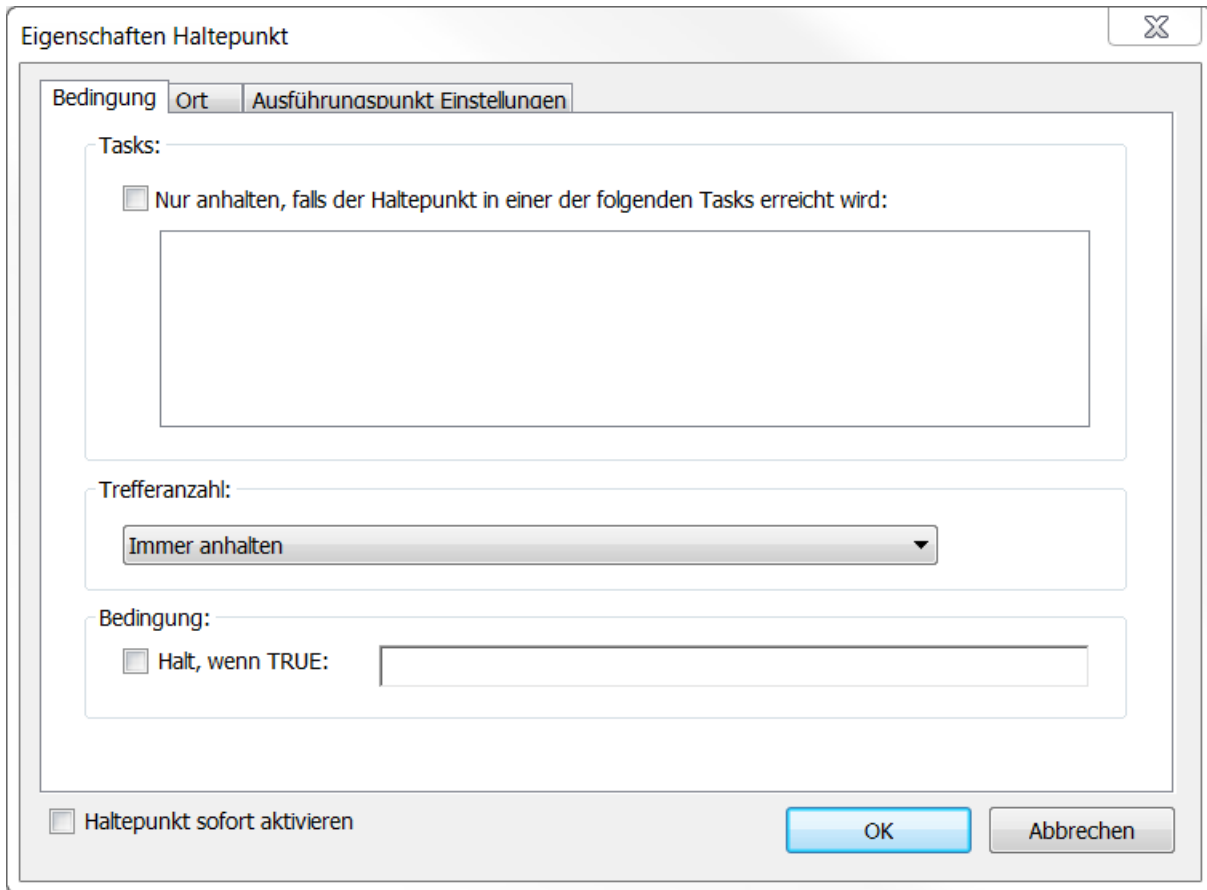 Eigenschaften Haltepunkt
Bedingung Ort Ausführungspunkt Einstellungen
Tasks:
Nur anhalten, falls der Haltepunkt in einer der folgenden Tasks erreicht wird:
Trefferanzahl:
Immer anhalten
Bedingung:
Halt, wenn TRUE:
Haltepunkt sofort aktivieren
OK Abbrechen